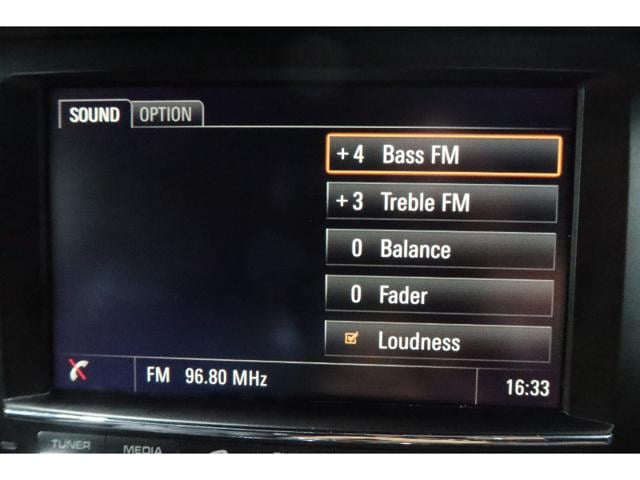 SOUND OPTION
+4 Bass FM
+3 Treble FM
0 Balance
0 Fader
Loudness
FM 96.80 MHz 16:33
TUNER MEDIA